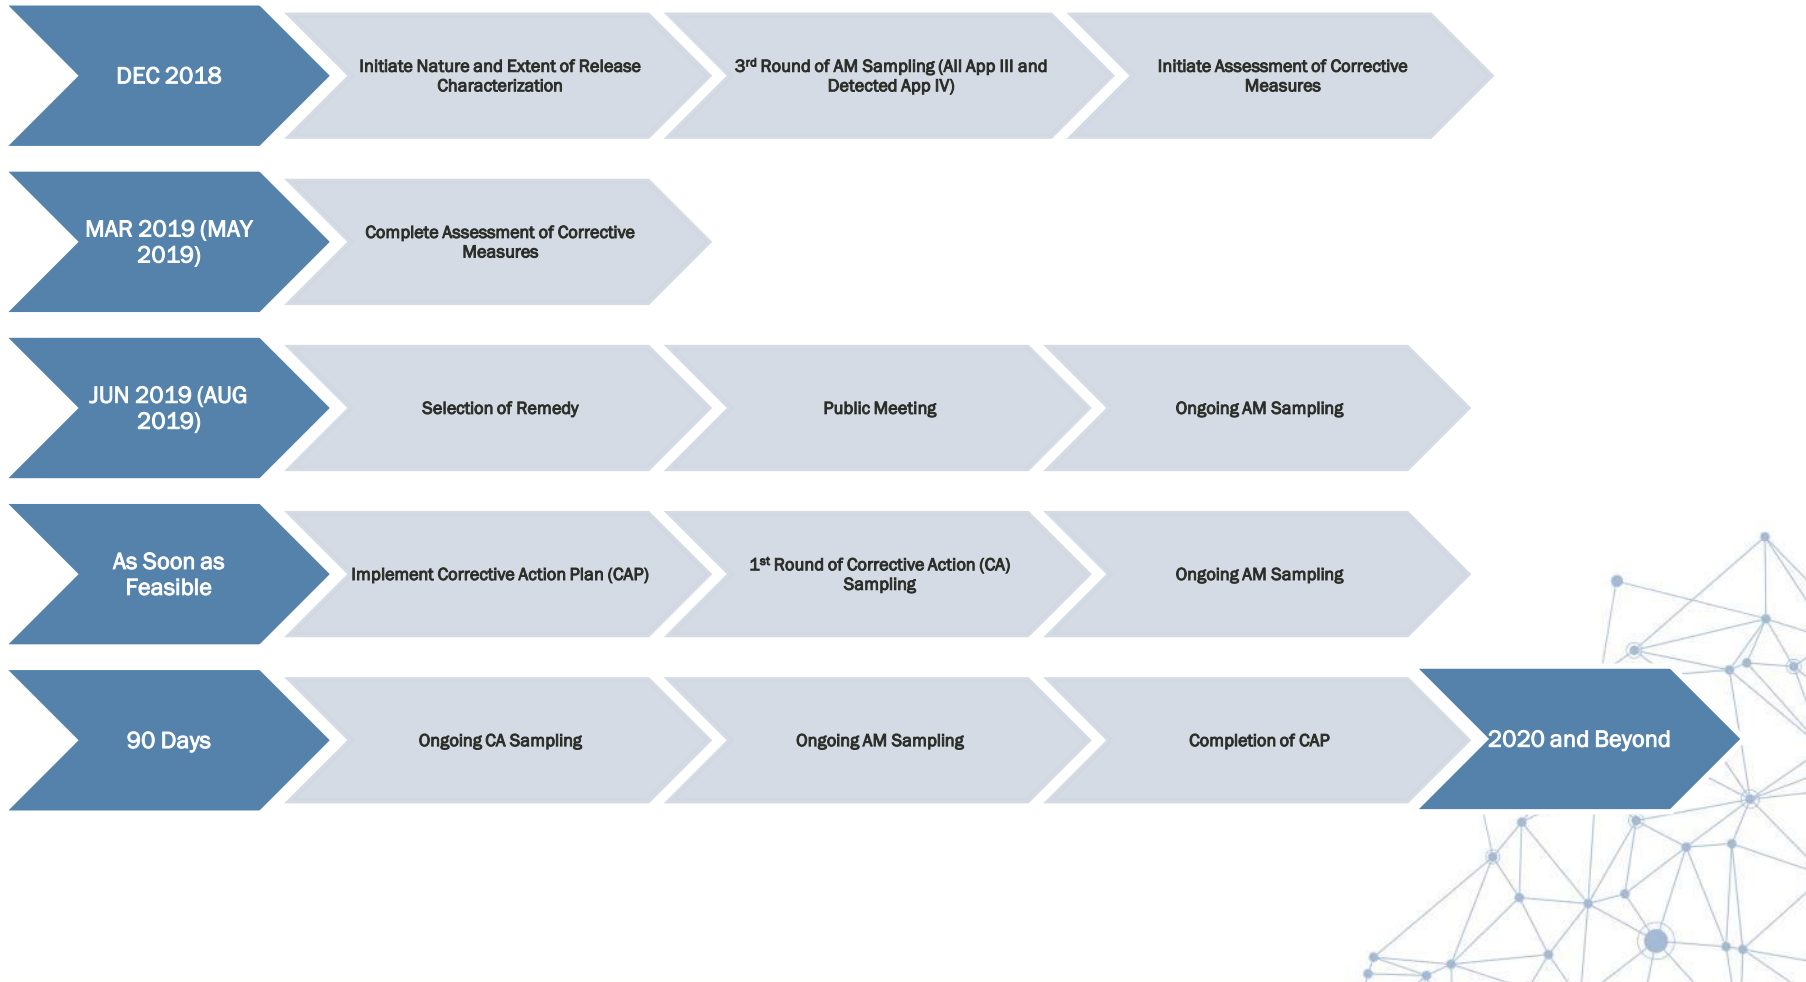 DEC 2018
Initiate Nature and Extent of Release
Characterization
3rd Round of AM Sampling (All App III and
Detected App IV)
Initiate Assessment of Corrective
Measures
MAR 2019 (MAY
2019)
Complete Assessment of Corrective
Measures
JUN 2019 (AUG
2019)
Selection of Remedy
Public Meeting
Ongoing AM Sampling
As Soon as
Feasible
Implement Corrective Action Plan (CAP)
1st Round of Corrective Action (CA)
Sampling
Ongoing AM Sampling
90 Days
Ongoing CA Sampling
Ongoing AM Sampling
Completion of CAP
2020 and Beyond